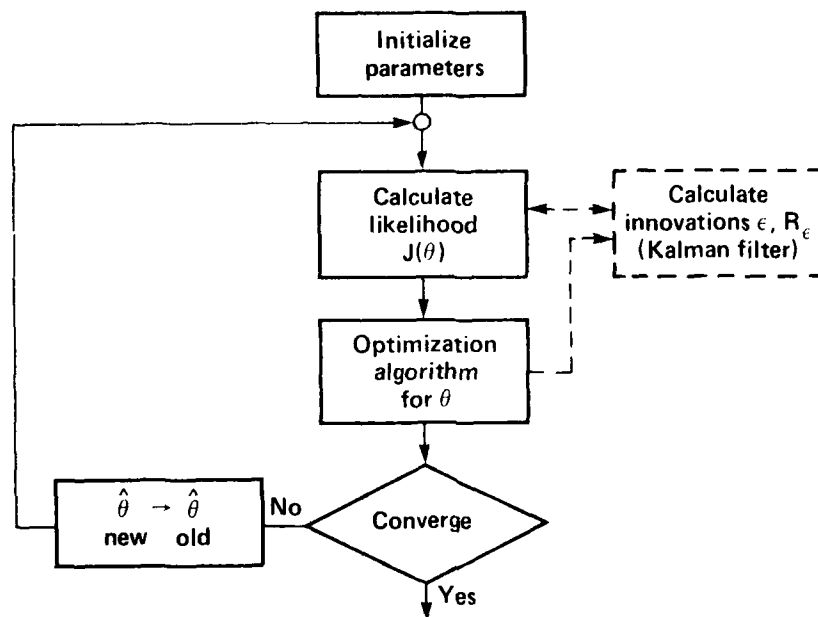 Initialize
parameters
Calculate
likelihood
J(θ)
Calculate
innovations ϵ, R_ϵ
(Kalman filter)
Optimization
algorithm
for θ
θ̂ → θ̂
new old
No
Converge
Yes